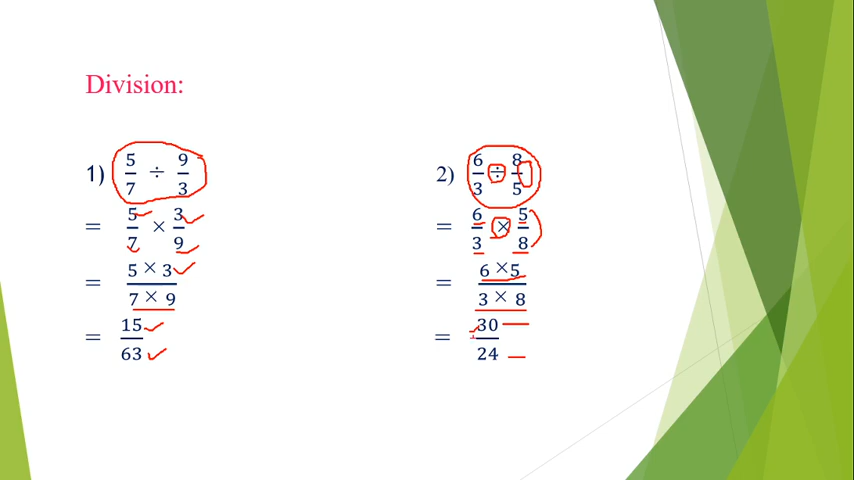 Division:
1) 5/7 ÷ 9/3
= 5/7 × 3/9
= 5 × 3 / 7 × 9
= 15/63
2) 6/3 ÷ 8/5
= 6/3 × 5/8
= 6 ×5 / 3 × 8
= 30/24